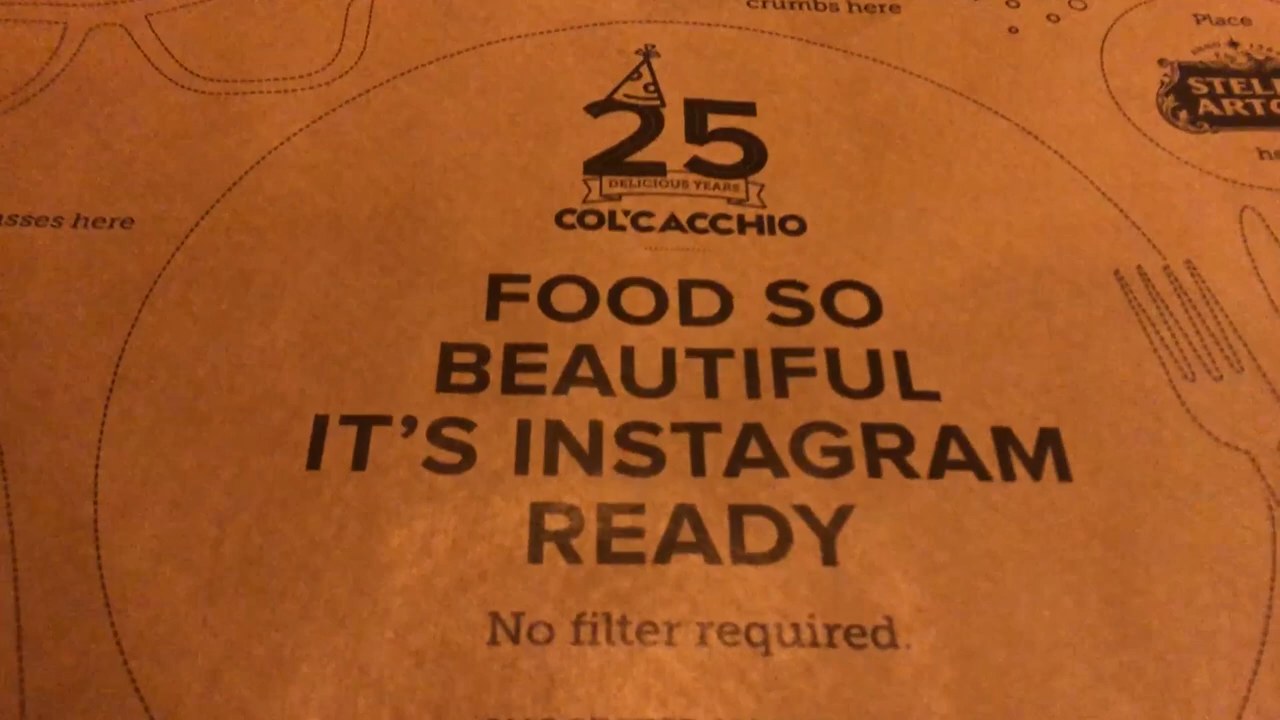 crumbs here
Place
25
DELICIOUS YEARS
COL'CACCHIO
asses here
FOOD SO
BEAUTIFUL
IT'S INSTAGRAM
READY
No filter required.